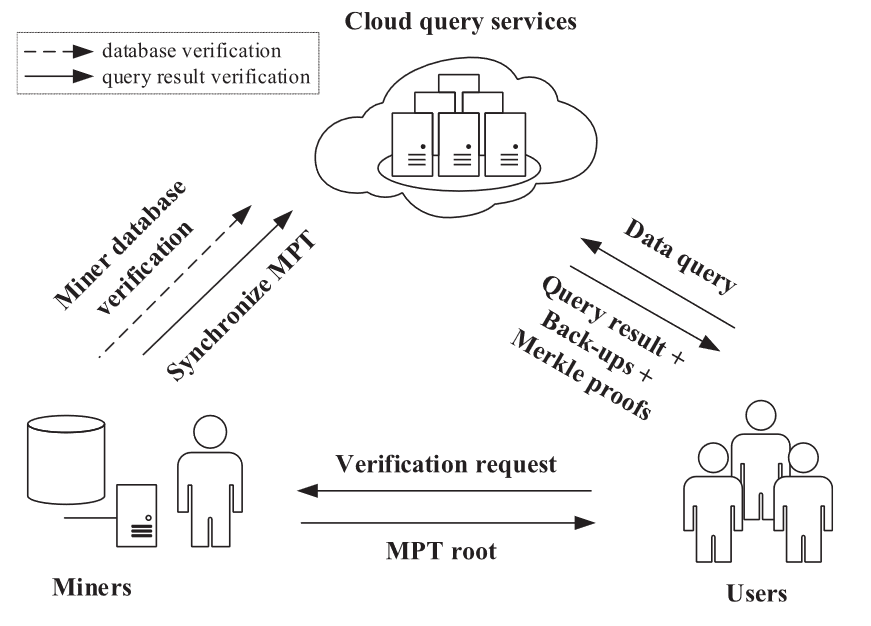 Cloud query services
database verification
query result verification
Miner database
verification
Synchronize MPT
Data query
Query result +
Back-ups +
Merkle proofs
Verification request
MPT root
Miners
Users